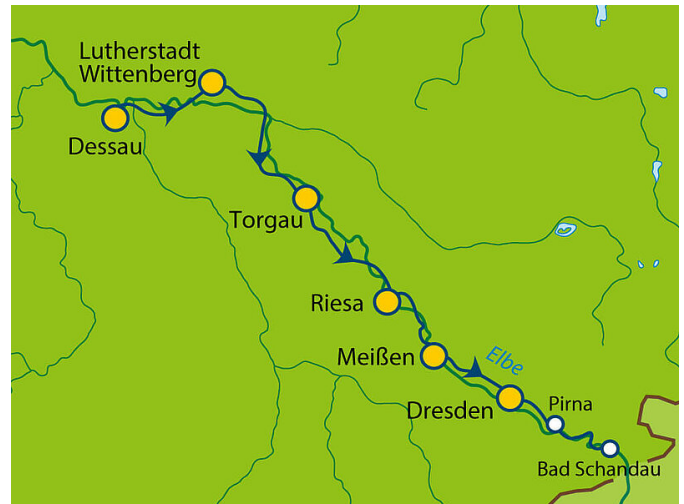 Lutherstadt
Wittenberg
Dessau
Torgau
Riesa
Meißen
Elbe
Dresden
Pirna
Bad Schandau